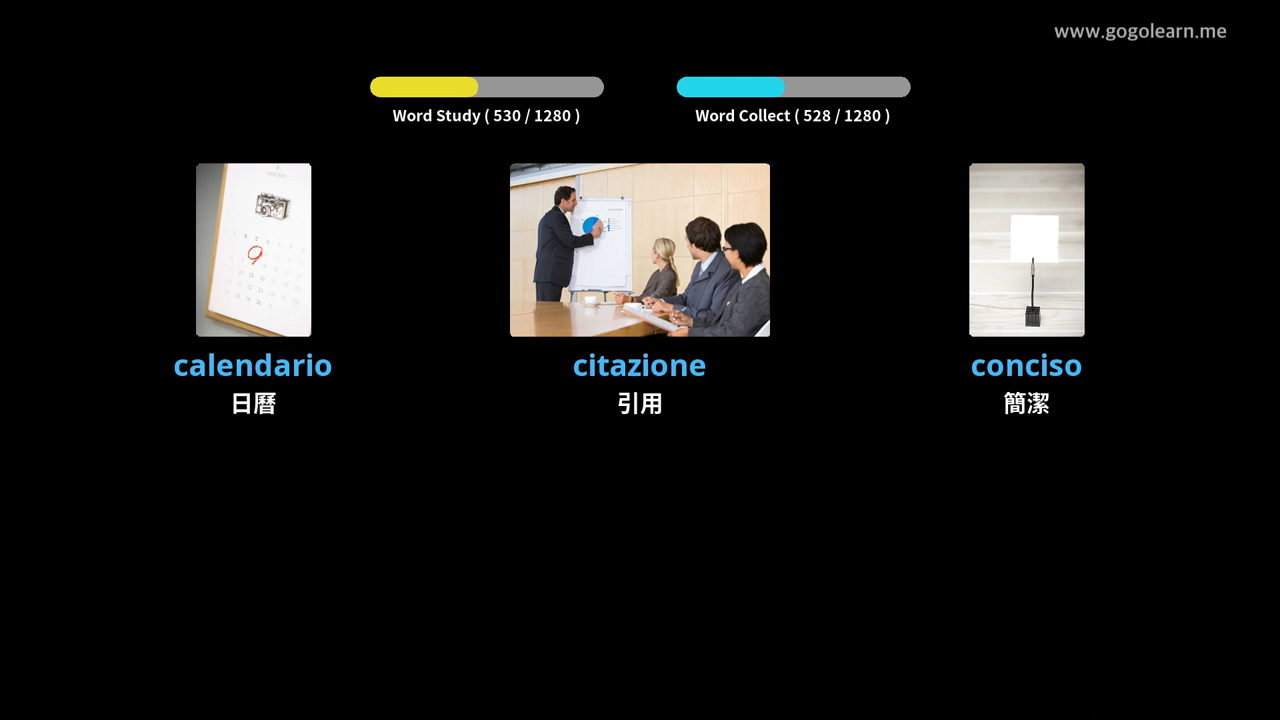 www.gogolearn.me
Word Study ( 530 / 1280 )
Word Collect ( 528 / 1280 )
calendario
citazione
conciso
日曆
引用
簡潔